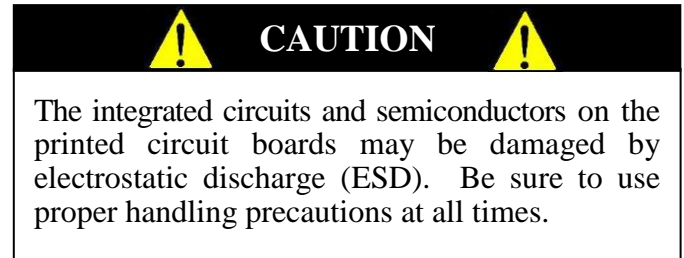 CAUTION
The integrated circuits and semiconductors on the
printed circuit boards may be damaged by
electrostatic discharge (ESD). Be sure to use
proper handling precautions at all times.